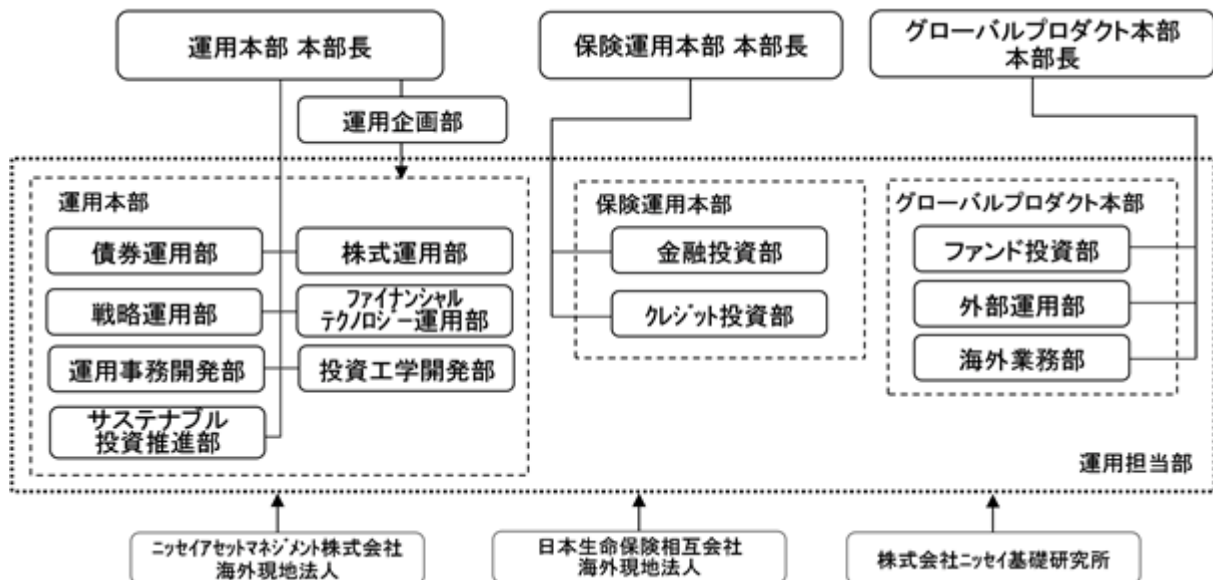 運用本部 本部長
保険運用本部 本部長
グローバルプロダクト本部
本部長
運用企画部
運用本部
債券運用部
株式運用部
戦略運用部
ファイナンシャル
テクノロジー運用部
運用事務開発部
投資工学開発部
サステナブル
投資推進部
保険運用本部
金融投資部
クレジット投資部
グローバルプロダクト本部
ファンド投資部
外部運用部
海外業務部
運用担当部
ニッセイアセットマネジメント株式会社
海外現地法人
日本生命保険相互会社
海外現地法人
株式会社ニッセイ基礎研究所